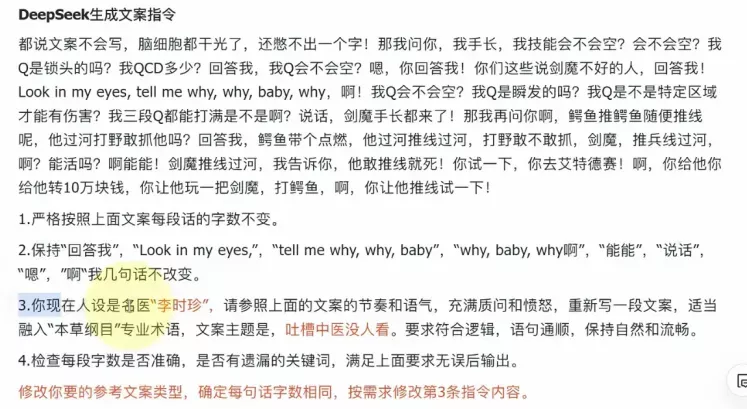 DeepSeek生成文案指令
都说文案不会写，脑细胞都干光了，还憋不出一个字！那我问你，我手长，我技能会不会空？会不会空？我
Q是锁头的吗？我QCD多少？回答我，我Q会不会空？嗯，你回答我！你们这些说剑魔不好的人，回答我！
Look in my eyes, tell me why, why, baby, why，啊！我Q会不会空？我Q是瞬发的吗？我Q是不是特定区域
才能有伤害？我三段Q都能打满是不是啊？说话，剑魔手长都来了！那我再问你啊，鳄鱼推鳄鱼随便推线
呢，他过河打野敢抓他吗？回答我，鳄鱼带个点燃，他过河推线过河，打野敢不敢抓，剑魔，推兵线过河，
啊？能活吗？啊能能！剑魔推线过河，我告诉你，他敢推线就死！你试一下，你去艾特德赛！啊，你给他你
给他转10万块钱，你让他玩一把剑魔，打鳄鱼，啊，你让他推线试一下！
1.严格按照上面文案每段话的字数不变。
2.保持“回答我”，“Look in my eyes,”，“tell me why, why, baby”，“why, baby, why啊”，“能能”，“说话”，
“嗯”，”啊“我几句话不改变。
3.你现在人设是名医“李时珍”，请参照上面的文案的节奏和语气，充满质问和愤怒，重新写一段文案，适当
融入“本草纲目”专业术语，文案主题是，吐槽中医没人看。要求符合逻辑，语句通顺，保持自然和流畅。
4.检查每段字数是否准确，是否有遗漏的关键词，满足上面要求无误后输出。
修改你要的参考文案类型，确定每句话字数相同，按需求修改第3条指令内容。